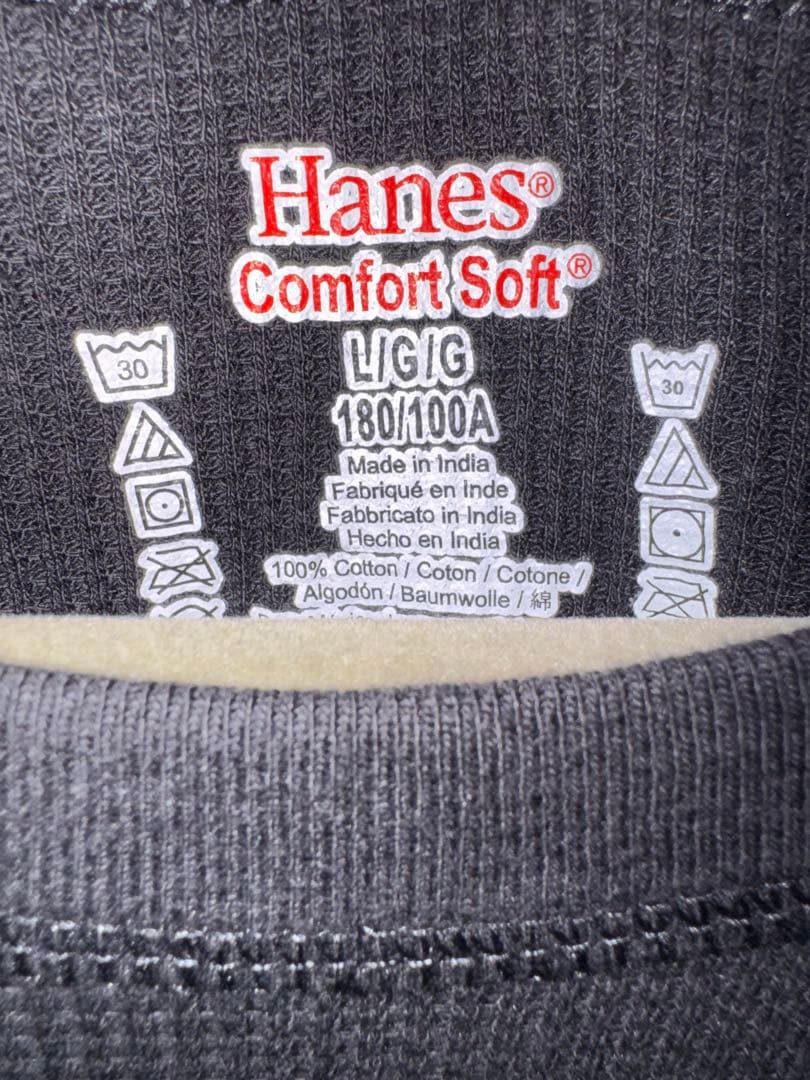 Hanes®
Comfort Soft®
L/G/G
180/100A
30
30
Made in India
Fabriqué en Inde
Fabbricato in India
Hecho en India
100% Cotton / Coton / Cotone /
Algodón / Baumwolle / 綿